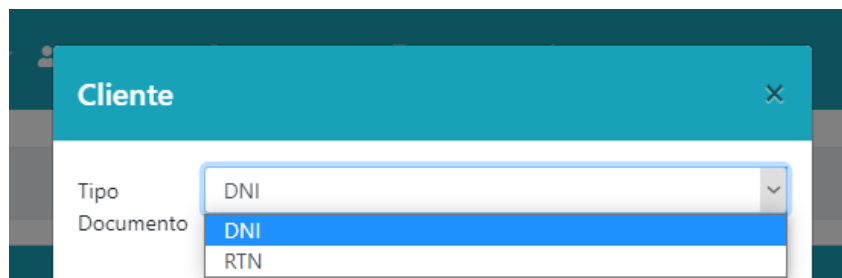 Cliente
×
Tipo
Documento
DNI
DNI
RTN